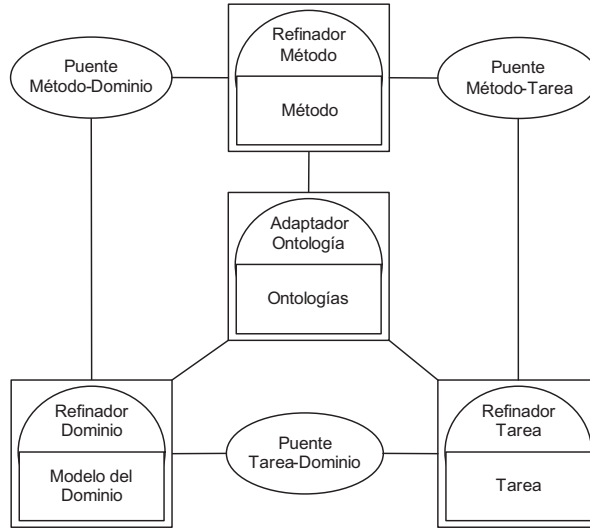 Refinador
Método
Método
Puente
Método-Dominio
Puente
Método-Tarea
Adaptador
Ontología
Ontologías
Refinador
Dominio
Modelo del
Dominio
Puente
Tarea-Dominio
Refinador
Tarea
Tarea